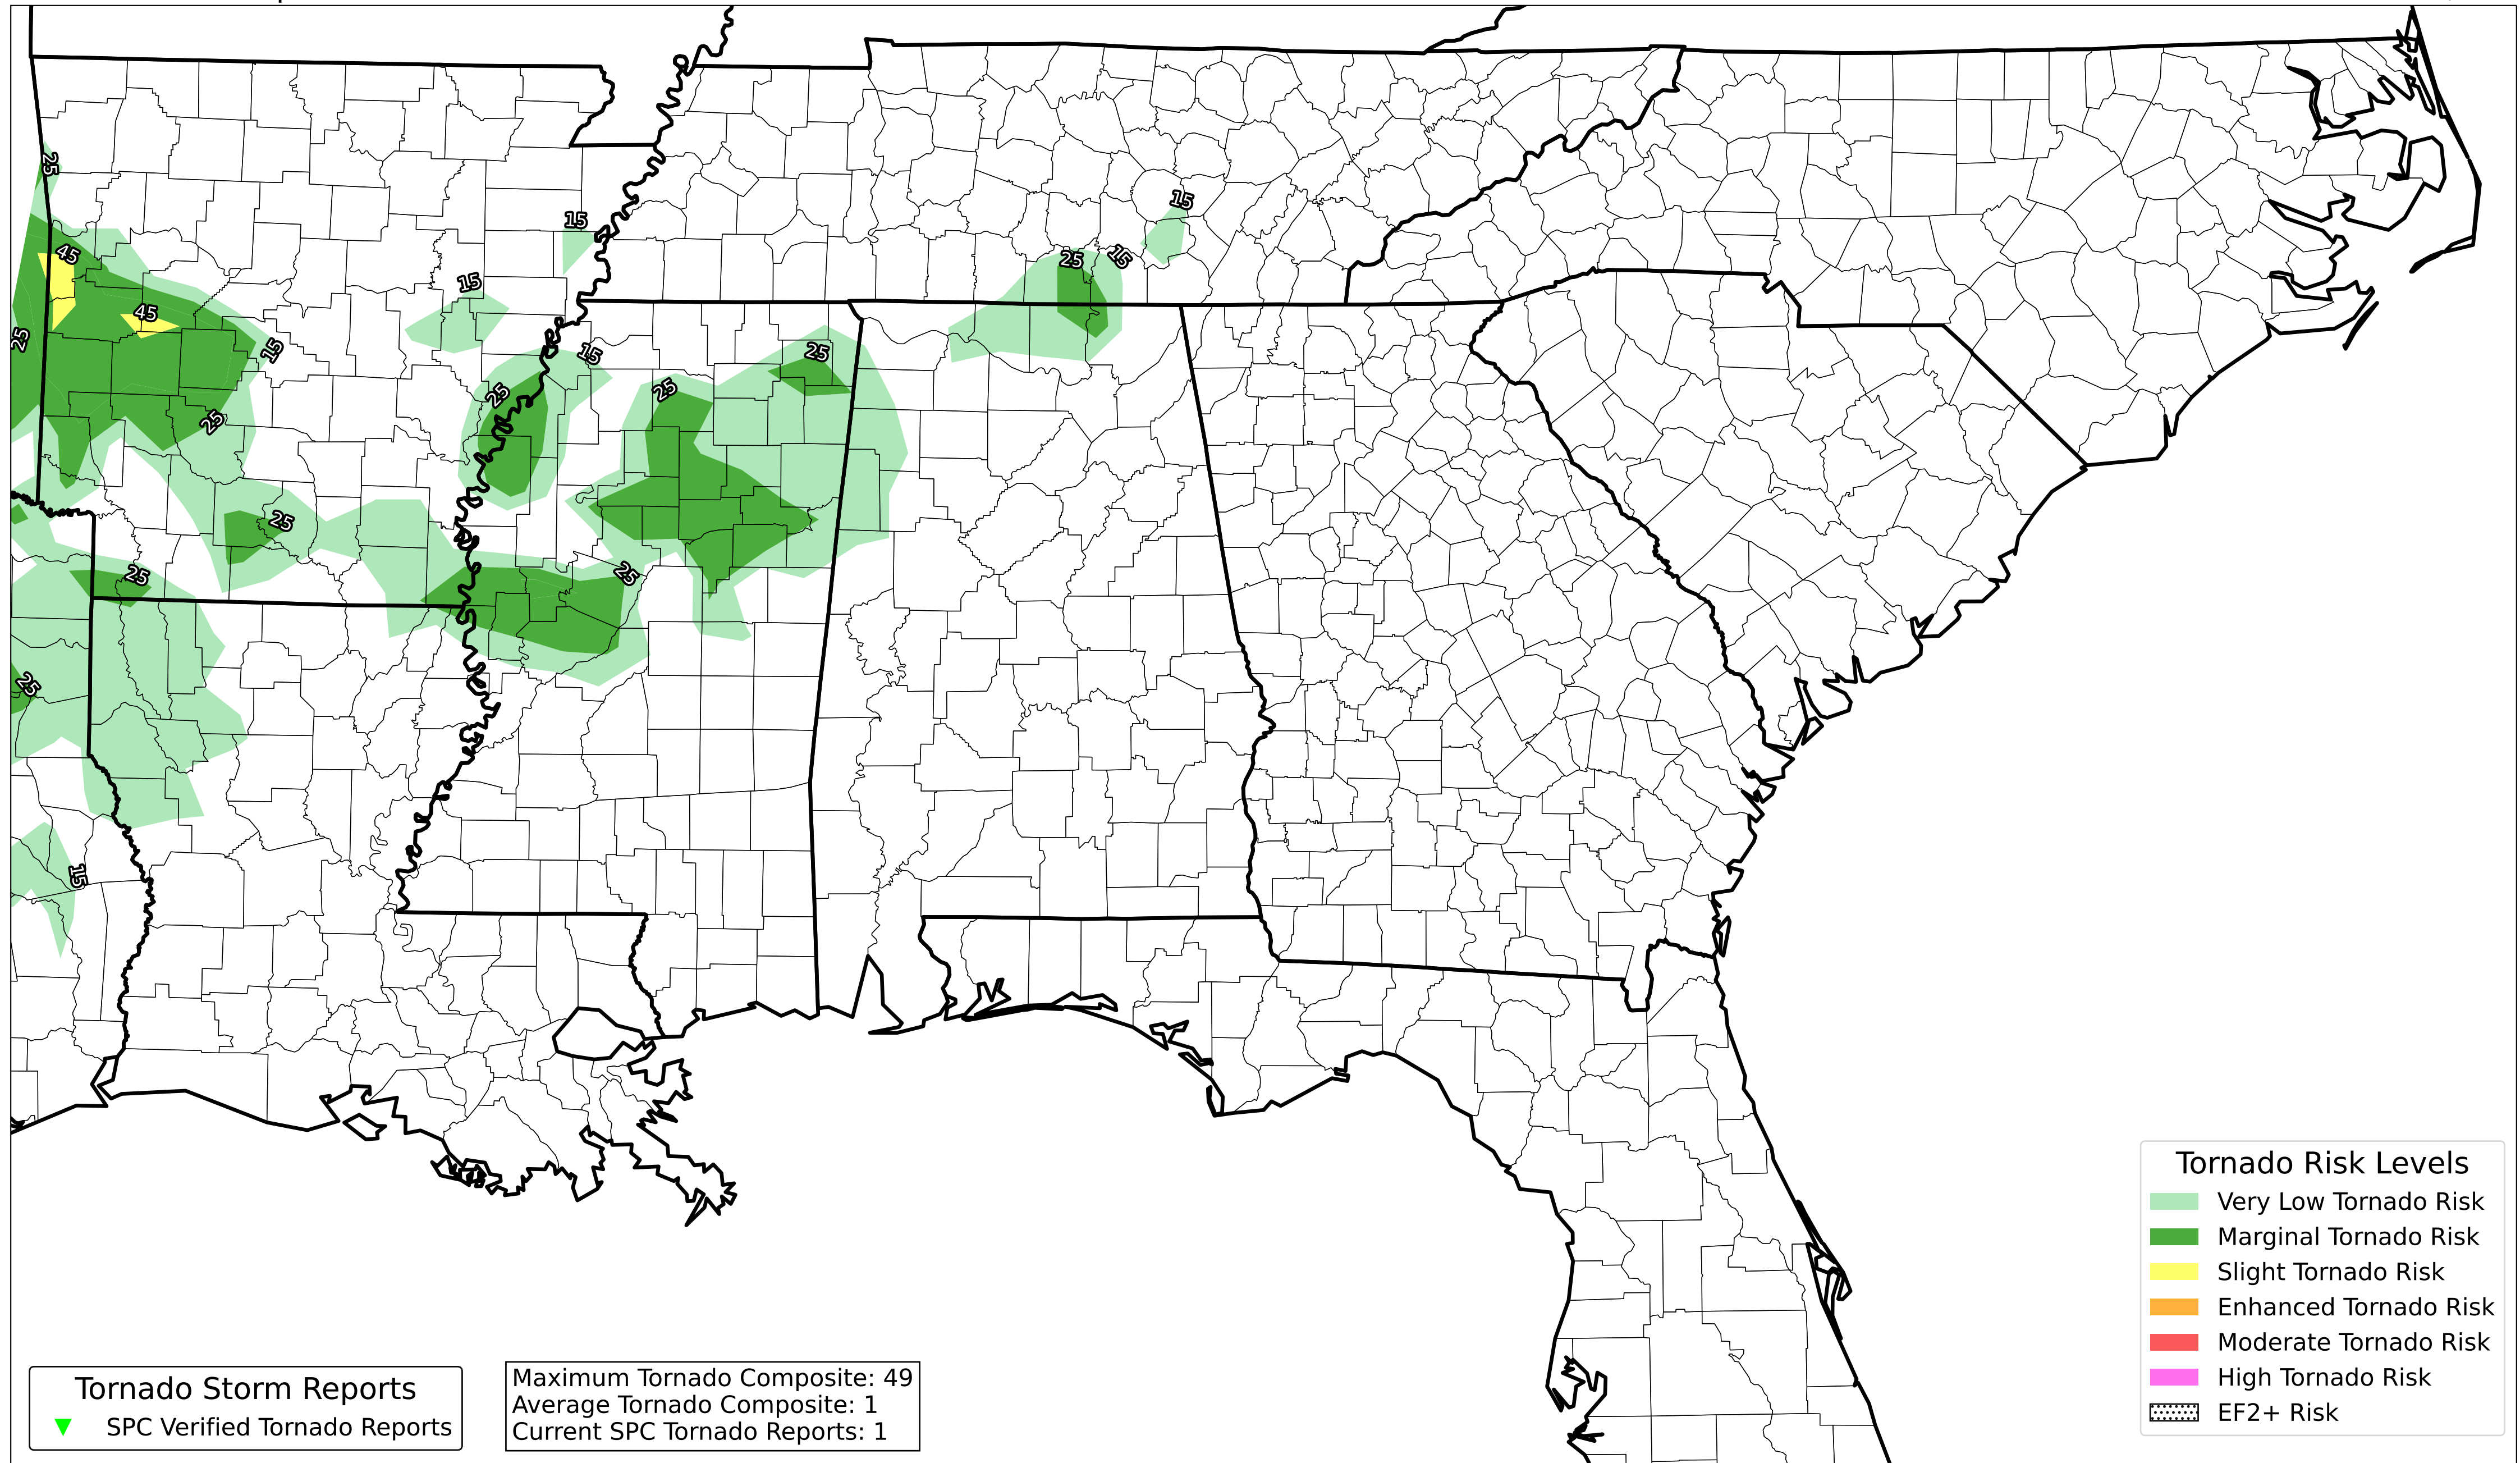 25
15
15
45
25
15
15
45
25
15
15
25
25
25
25
25
25
25
25
25
15
Tornado Risk Levels
Very Low Tornado Risk
Marginal Tornado Risk
Slight Tornado Risk
Enhanced Tornado Risk
Moderate Tornado Risk
High Tornado Risk
EF2+ Risk
Tornado Storm Reports
SPC Verified Tornado Reports
Maximum Tornado Composite: 49
Average Tornado Composite: 1
Current SPC Tornado Reports: 1